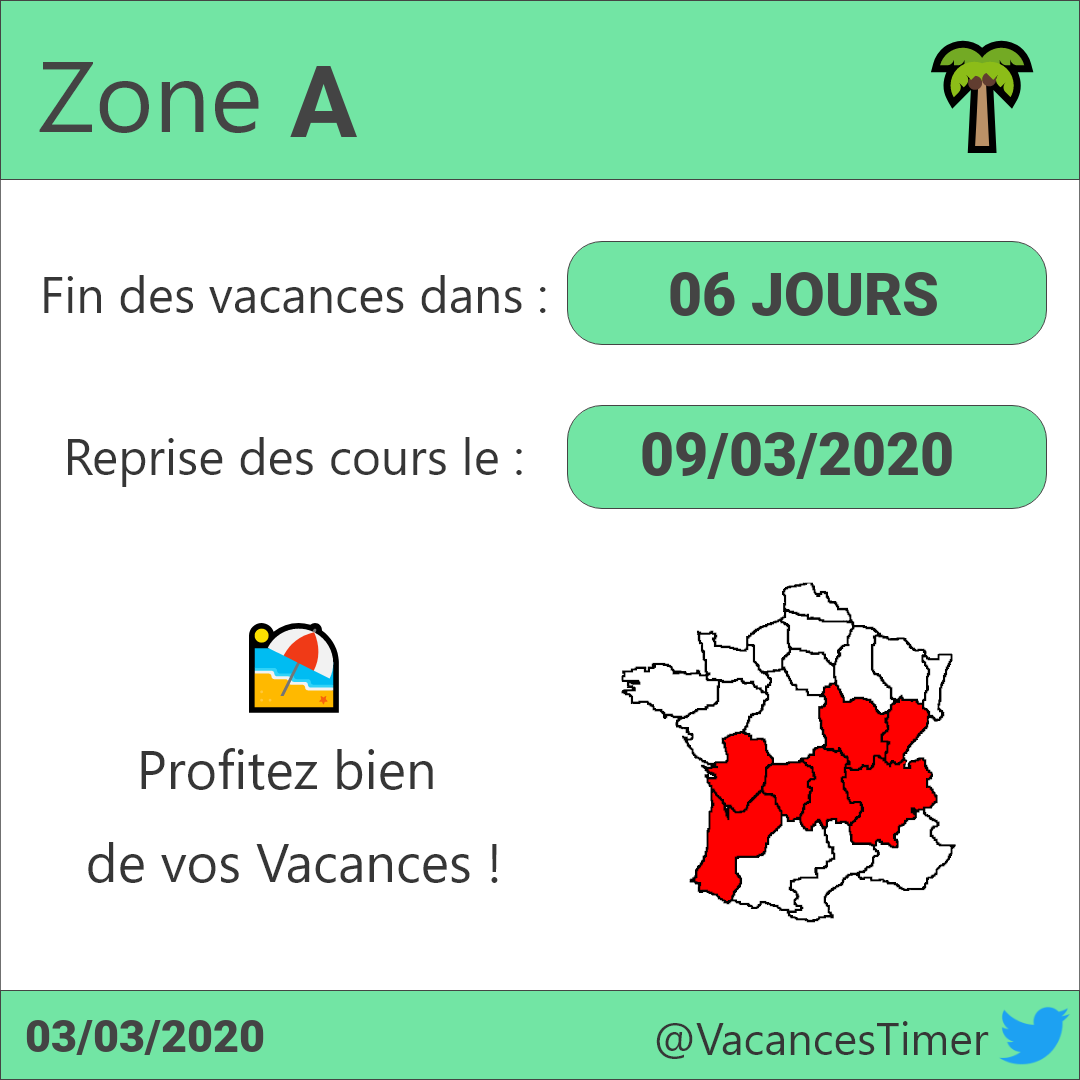 Zone A
Fin des vacances dans : 06 JOURS
Reprise des cours le : 09/03/2020
Profitez bien
de vos Vacances !
03/03/2020 @VacancesTimer